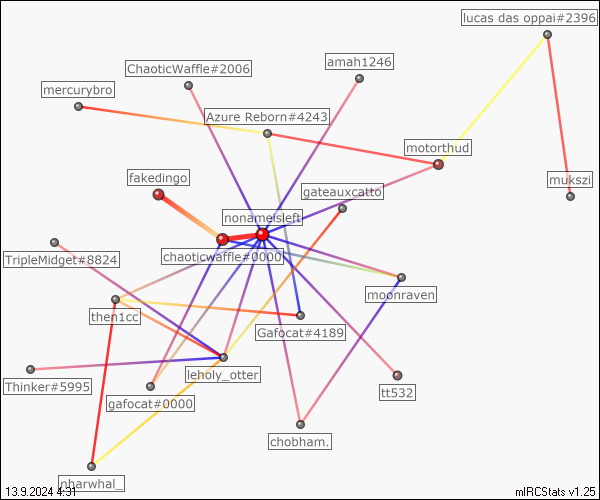 lucas das oppai#2396
amah1246
ChaoticWaffle#2006
mercurybro
Azure Reborn#4243
motorthud
fakedingo
mukszi
gateauxcatto
nonameisleft
chaoticwaffle#0000
TripleMidget#8824
moonraven
then1cc
Gafocat#4189
leholy_otter
Thinker#5995
tt532
gafocat#0000
chobham.
nharwhal_
13.9.2024 4:31
mIRCStats v1.25